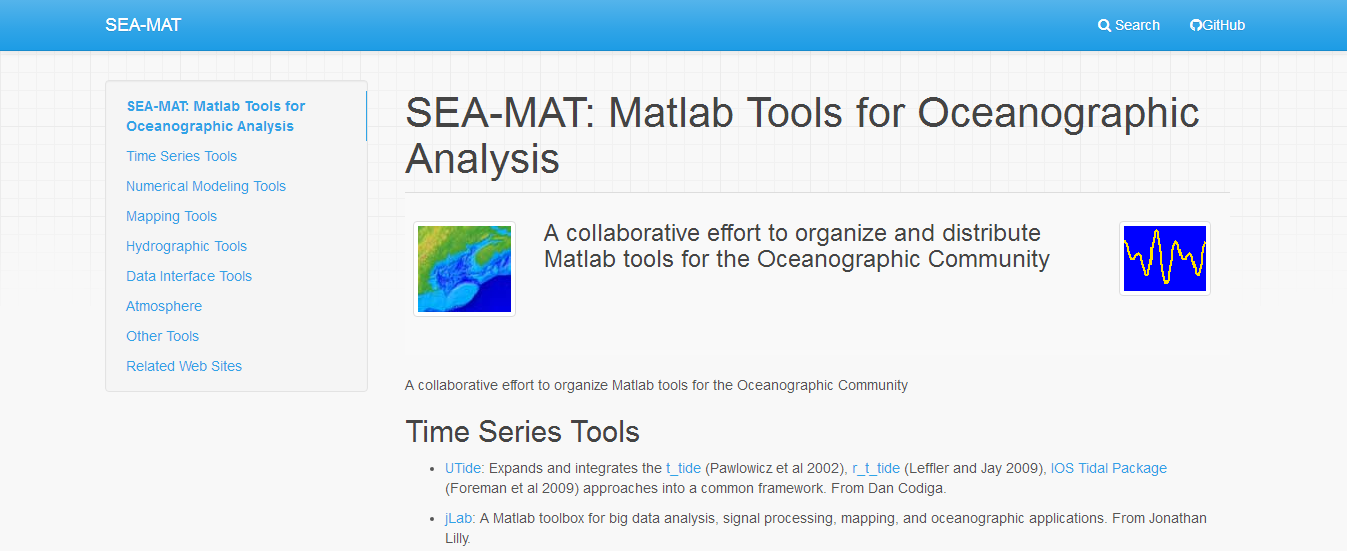 SEA-MAT
Search
GitHub
SEA-MAT: Matlab Tools for
Oceanographic Analysis
Time Series Tools
Numerical Modeling Tools
Mapping Tools
Hydrographic Tools
Data Interface Tools
Atmosphere
Other Tools
Related Web Sites
SEA-MAT: Matlab Tools for Oceanographic
Analysis
A collaborative effort to organize and distribute
Matlab tools for the Oceanographic Community
A collaborative effort to organize Matlab tools for the Oceanographic Community
Time Series Tools
• UTide: Expands and integrates the t_tide (Pawlowicz et al 2002), r_t_tide (Leffler and Jay 2009), IOS Tidal Package
(Foreman et al 2009) approaches into a common framework. From Dan Codiga.
• jLab: A Matlab toolbox for big data analysis, signal processing, mapping, and oceanographic applications. From Jonathan
Lilly.